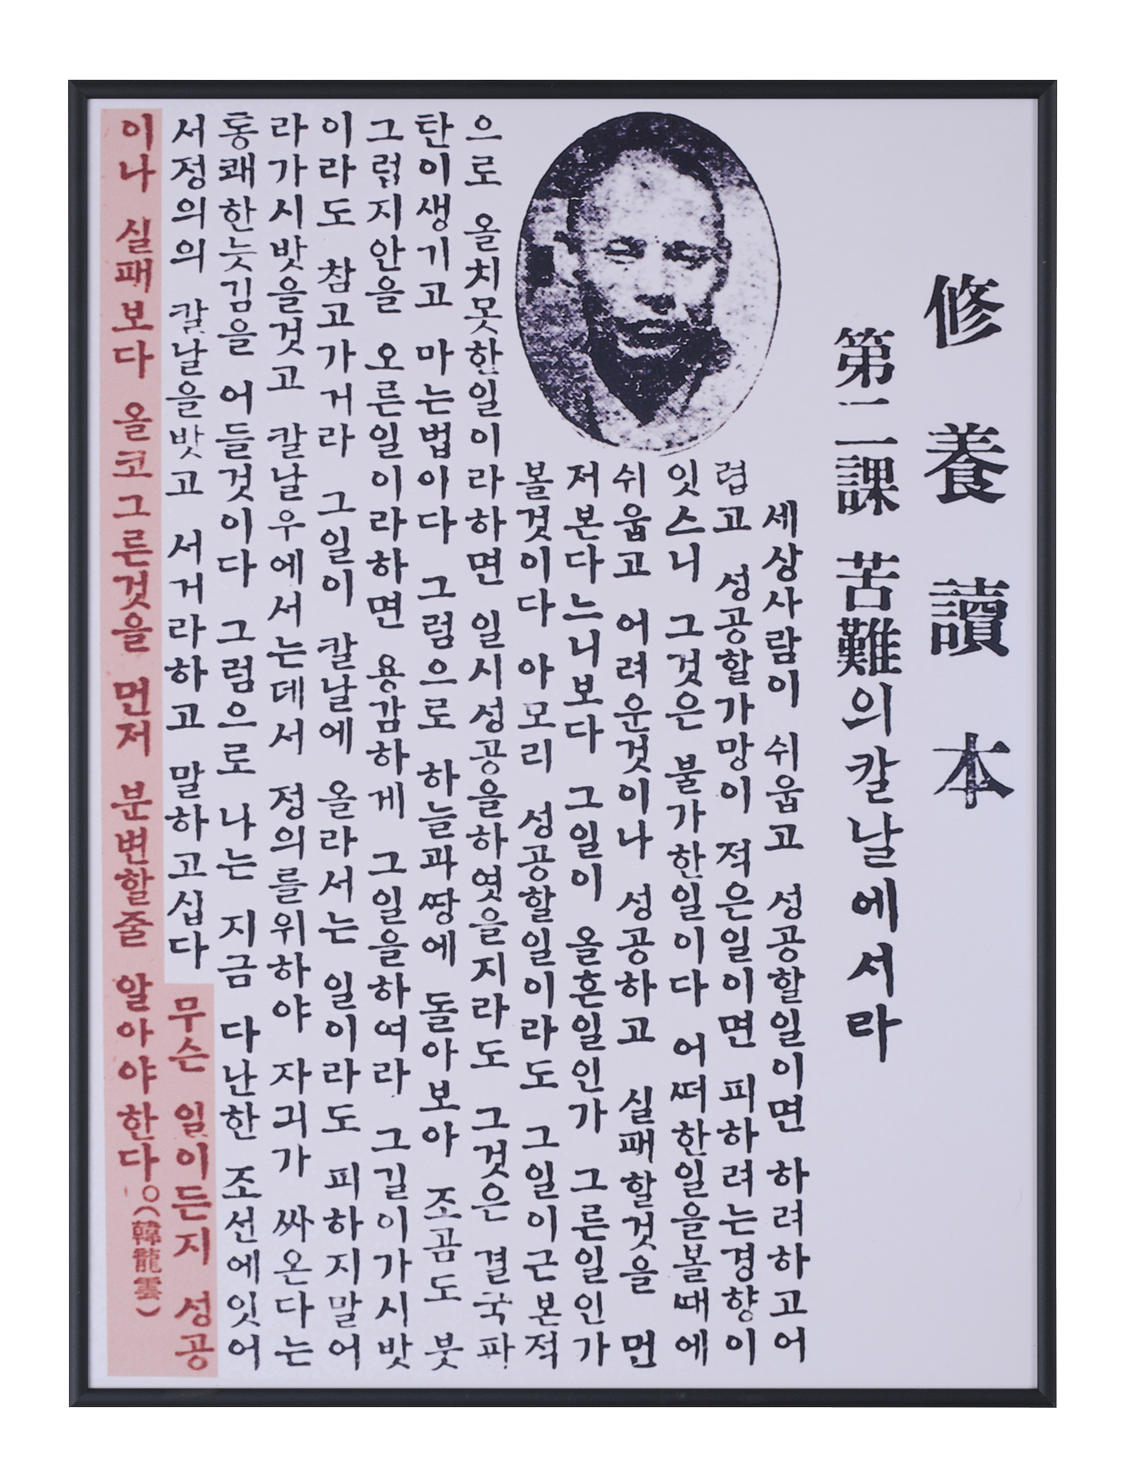 修養讀本
第二課 苦難의칼날에서라
세상사람이 쉬웁고 성공할일이면 하려하고어
렵고 성공할가망이 적은일이면 피하려는경향이
잇스니 그것은 불가한일이다 어떠한일을볼때에
쉬웁고 어려운것이나 성공하고 실패할것을 먼
저본다느니보다 그일이 올흔일인가 그른일인가
볼것이다 아모리 성공할일이라도 그일이근본적
으로 올치못한일이라하면 일시성공을하엿을지라도 그것은 결국파
탄이생기고 마는법이다 그럼으로 하늘과땅에 돌아보아 조곰도 붓
그럽지안을 오른일이라하면 용감하게 그일을하여라 그길이가시밧
이라도 참고가거라 그일이 칼날에 올라서는 일이라도 피하지말어
라가시밧을것고 칼날우에서는데서 정의를위하야 자긔가 싸온다는
통쾌한늣김을 어들것이다 그럼으로 나는 지금 다난한 조선에잇어
서정의의 칼날을밧고 서거라하고 말하고십다 무슨 일이든지 성공
이나 실패보다 올코그른것을 먼저 분변할줄 알아야한다○(韓龍雲)